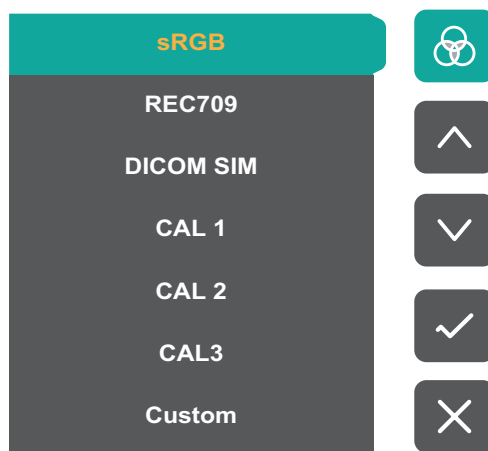 sRGB
REC709
DICOM SIM
CAL 1
CAL 2
CAL3
Custom